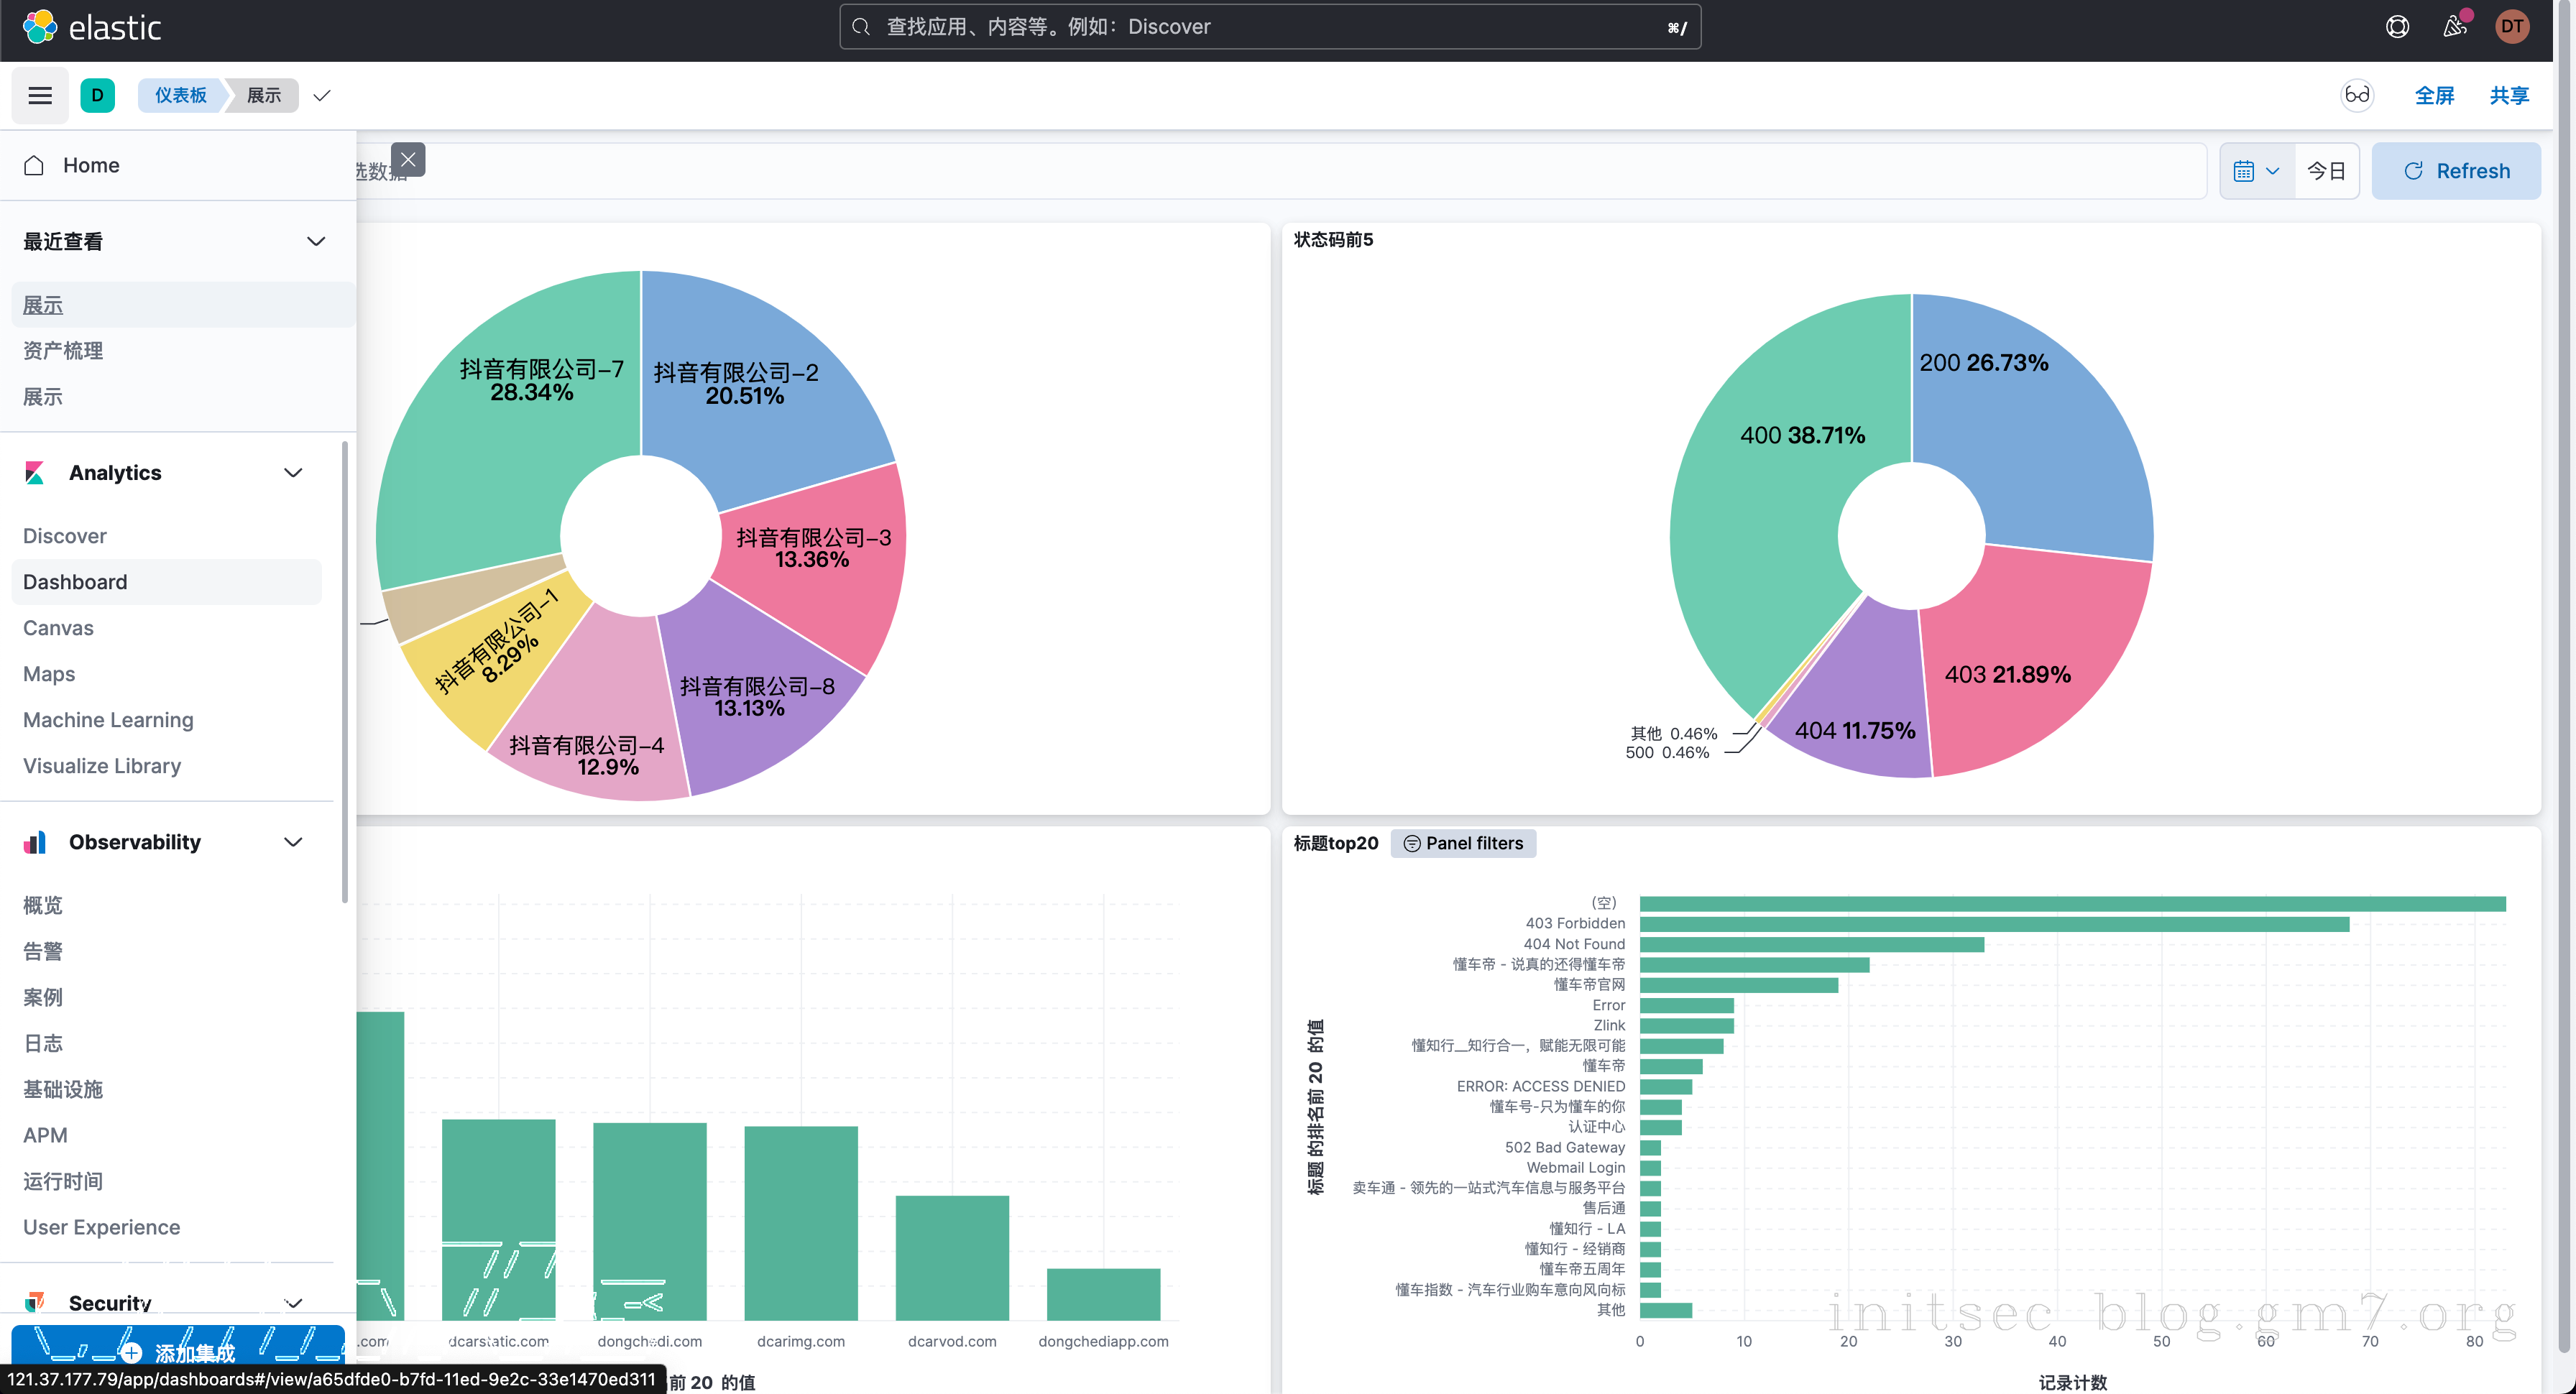 elastic
查找应用、内容等。例如：Discover
⌘/
DT
D
仪表板
展示
全屏
共享
Home
选数据
今日
Refresh
最近查看
展示
资产梳理
展示
Analytics
Discover
Dashboard
Canvas
Maps
Machine Learning
Visualize Library
Observability
概览
告警
案例
日志
基础设施
APM
运行时间
User Experience
Security
添加集成
121.37.177.79/app/dashboards#/view/a65dfde0-b7fd-11ed-9e2c-33e1470ed311
抖音有限公司-7
28.34%
抖音有限公司-2
20.51%
抖音有限公司-3
13.36%
抖音有限公司-8
13.13%
抖音有限公司-4
12.9%
抖音有限公司-1
8.29%
状态码前5
200 26.73%
400 38.71%
403 21.89%
404 11.75%
其他 0.46%
500 0.46%
.com
dcarstatic.com
dongchedi.com
dcarimg.com
dcarvod.com
dongchediapp.com
前 20 的值
标题top20
Panel filters
标题 的排名前 20 的值
（空）
403 Forbidden
404 Not Found
懂车帝 - 说真的还得懂车帝
懂车帝官网
Error
Zlink
懂知行__知行合一，赋能无限可能
懂车帝
ERROR: ACCESS DENIED
懂车号-只为懂车的你
认证中心
502 Bad Gateway
Webmail Login
卖车通 - 领先的一站式汽车信息与服务平台
售后通
懂知行 - LA
懂知行 - 经销商
懂车帝五周年
懂车指数 - 汽车行业购车意向风向标
其他
0 10 20 30 40 50 60 70 80
记录计数
initsec blog.gm7.org